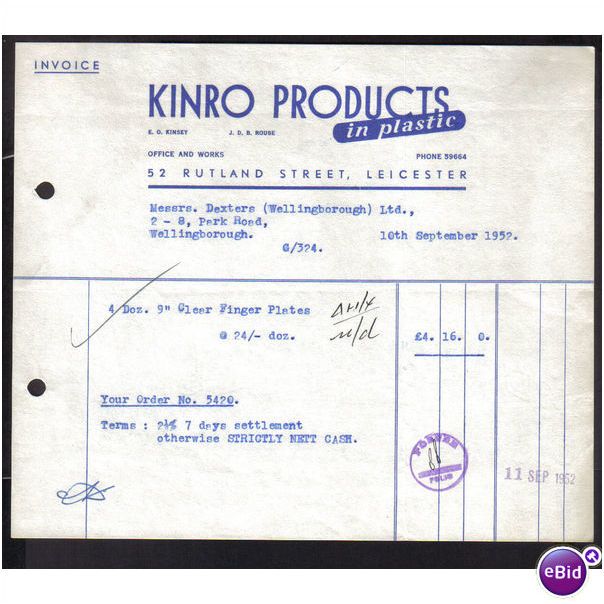 INVOICE
KINRO PRODUCTS
in plastic
E. O. KINSEY J. D. B. ROUSE
OFFICE AND WORKS PHONE 59664
52 RUTLAND STREET, LEICESTER
Messrs. Dexters (Wellingborough) Ltd.,
2 - 8, Park Road,
Wellingborough. 10th September 1952.
G/324.
4 Doz. 9" Clear Finger Plates
@ 24/- doz. £4. 16. 0.
Your Order No. 5420.
Terms : 2½% 7 days settlement
otherwise STRICTLY NETT CASH.
FOLIO
11 SEP 1952
eBid